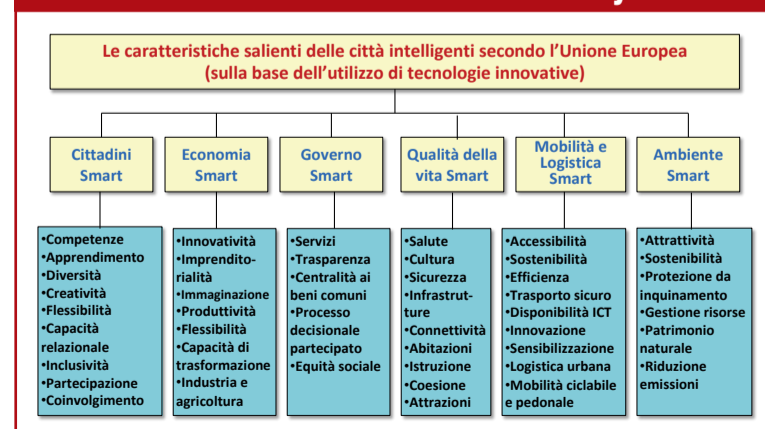 Le caratteristiche salienti delle città intelligenti secondo l'Unione Europea
(sulla base dell'utilizzo di tecnologie innovative)
Cittadini
Smart
Economia
Smart
Governo
Smart
Qualità della
vita Smart
Mobilità e
Logistica
Smart
Ambiente
Smart
•Competenze
•Apprendimento
•Diversità
•Creatività
•Flessibilità
•Capacità
relazionale
•Inclusività
•Partecipazione
•Coinvolgimento
•Innovatività
•Imprendito-
rialità
•Immaginazione
•Produttività
•Flessibilità
•Capacità di
trasformazione
•Industria e
agricoltura
•Servizi
•Trasparenza
•Centralità ai
beni comuni
•Processo
decisionale
partecipato
•Equità sociale
•Salute
•Cultura
•Sicurezza
•Infrastrut-
ture
•Connettività
•Abitazioni
•Istruzione
•Coesione
•Attrazioni
•Accessibilità
•Sostenibilità
•Efficienza
•Trasporto sicuro
•Disponibilità ICT
•Innovazione
•Sensibilizzazione
•Logistica urbana
•Mobilità ciclabile
e pedonale
•Attrattività
•Sostenibilità
•Protezione da
inquinamento
•Gestione risorse
•Patrimonio
naturale
•Riduzione
emissioni